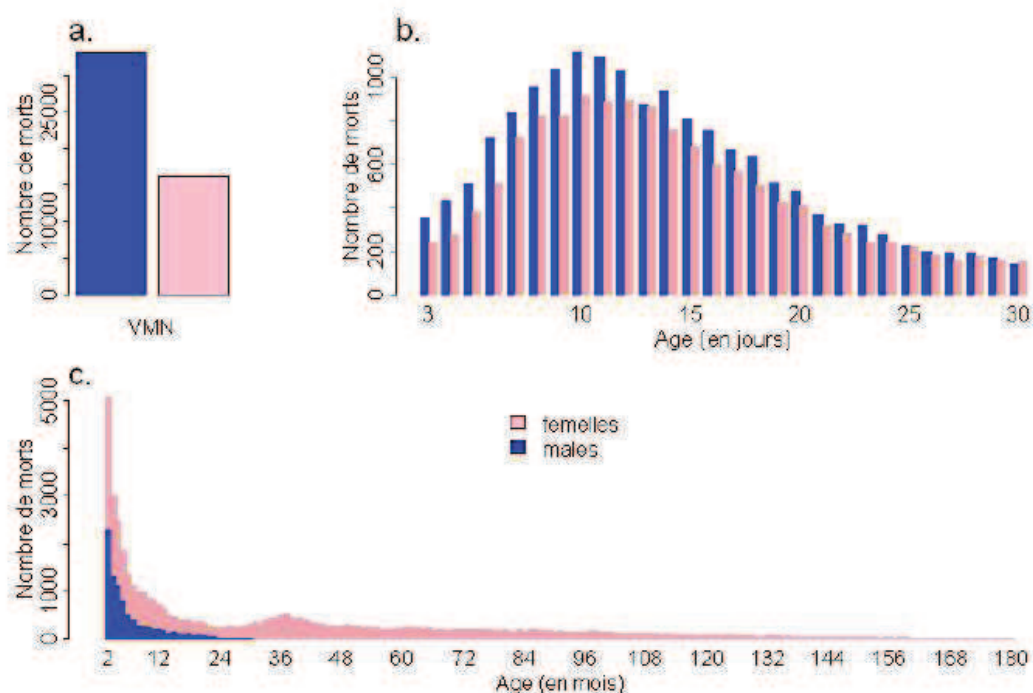 a.
Nombre de morts
0 10000 25000
VMN
b.
Nombre de morts
0 200 600 1000
3 10 15 20 25 30
Age (en jours)
c.
Nombre de morts
0 1000 3000 5000
femelles
males
2 12 24 36 48 60 72 84 96 108 120 132 144 156 168 180
Age (en mois)